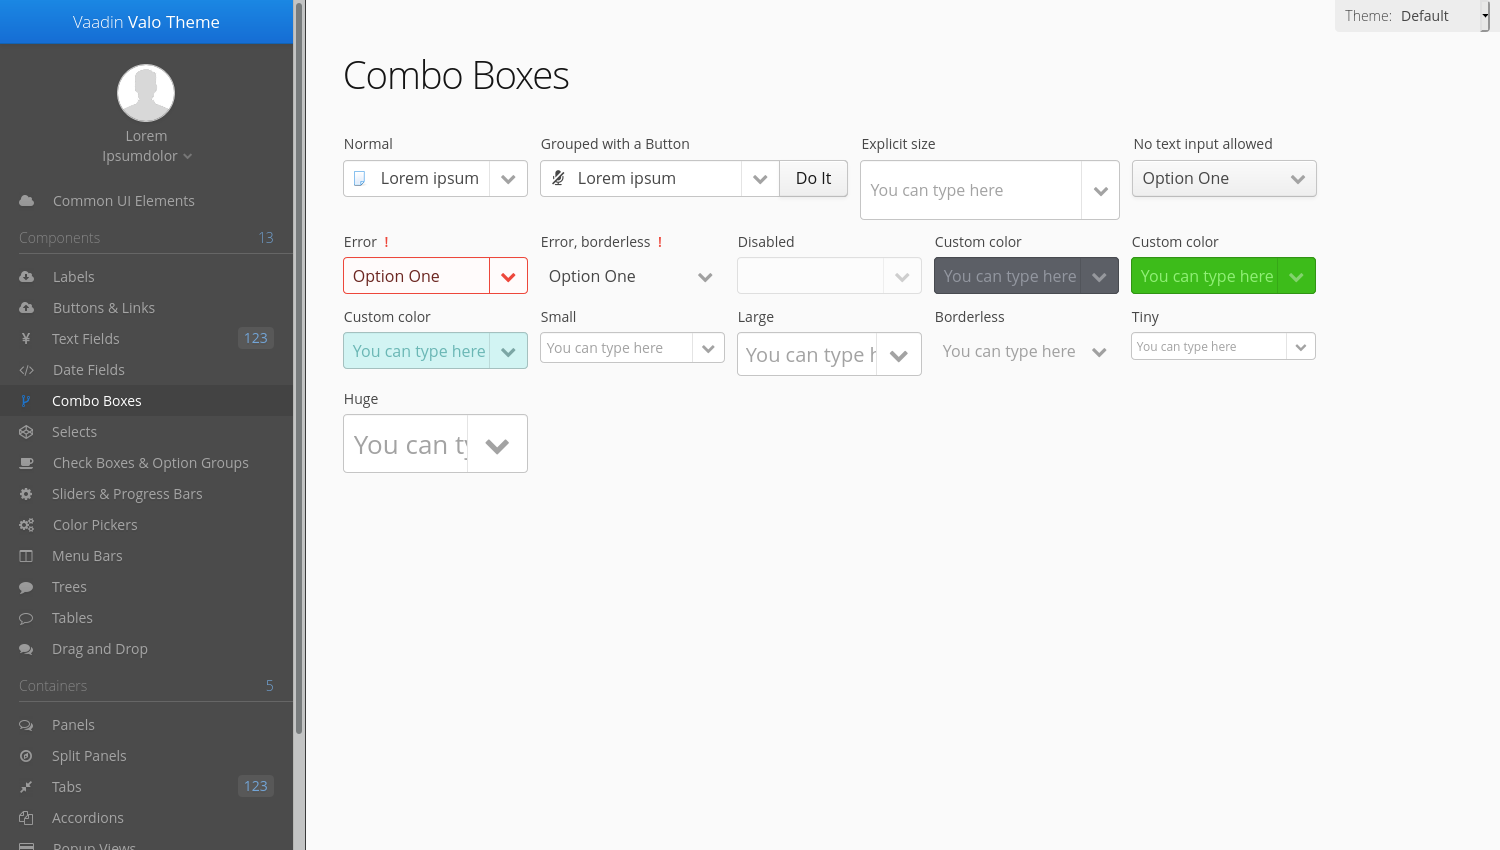 Vaadin Valo Theme
Lorem
Ipsumdolor
Common UI Elements
Components 13
Labels
Buttons & Links
Text Fields 123
Date Fields
Combo Boxes
Selects
Check Boxes & Option Groups
Sliders & Progress Bars
Color Pickers
Menu Bars
Trees
Tables
Drag and Drop
Containers 5
Panels
Split Panels
Tabs 123
Accordions
Popup Views
Theme: Default
Combo Boxes
Normal Grouped with a Button Explicit size No text input allowed
Lorem ipsum Lorem ipsum Do It You can type here Option One
Error ! Error, borderless ! Disabled Custom color Custom color
Option One Option One You can type here You can type here
Custom color Small Large Borderless Tiny
You can type here You can type here You can type h You can type here You can type here
Huge
You can ty